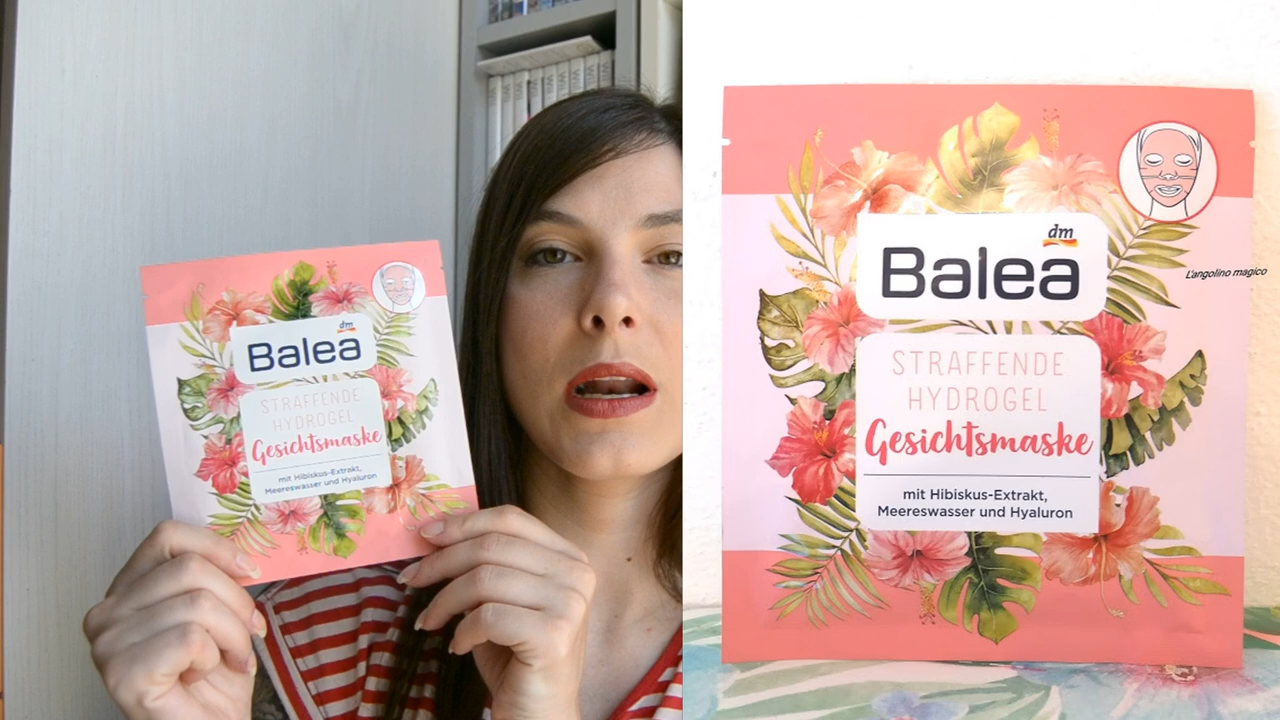 dm
Balea
STRAFFENDE
HYDROGEL
Gesichtsmaske
mit Hibiskus-Extrakt,
Meereswasser und Hyaluron
dm
Balea
STRAFFENDE
HYDROGEL
Gesichtsmaske
mit Hibiskus-Extrakt,
Meereswasser und Hyaluron
L'angolino magico